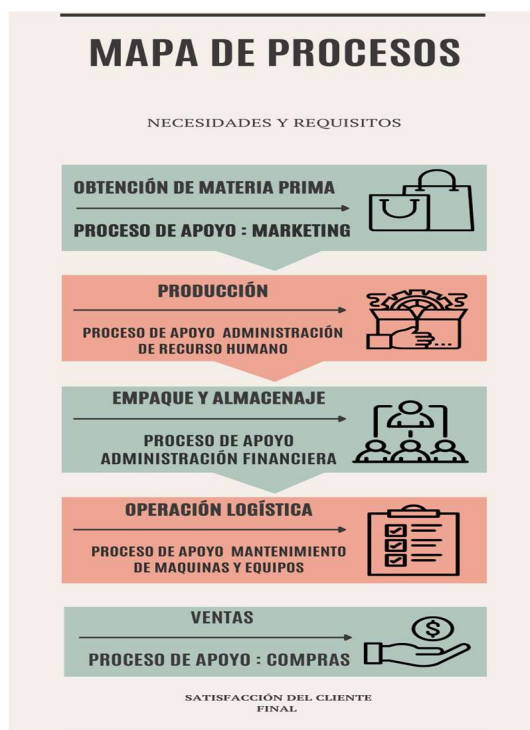 MAPA DE PROCESOS
NECESIDADES Y REQUISITOS
OBTENCIÓN DE MATERIA PRIMA
PROCESO DE APOYO : MARKETING
PRODUCCIÓN
PROCESO DE APOYO ADMINISTRACIÓN
DE RECURSO HUMANO
EMPAQUE Y ALMACENAJE
PROCESO DE APOYO
ADMINISTRACIÓN FINANCIERA
OPERACIÓN LOGÍSTICA
PROCESO DE APOYO MANTENIMIENTO
DE MAQUINAS Y EQUIPOS
VENTAS
PROCESO DE APOYO : COMPRAS
SATISFACCIÓN DEL CLIENTE
FINAL